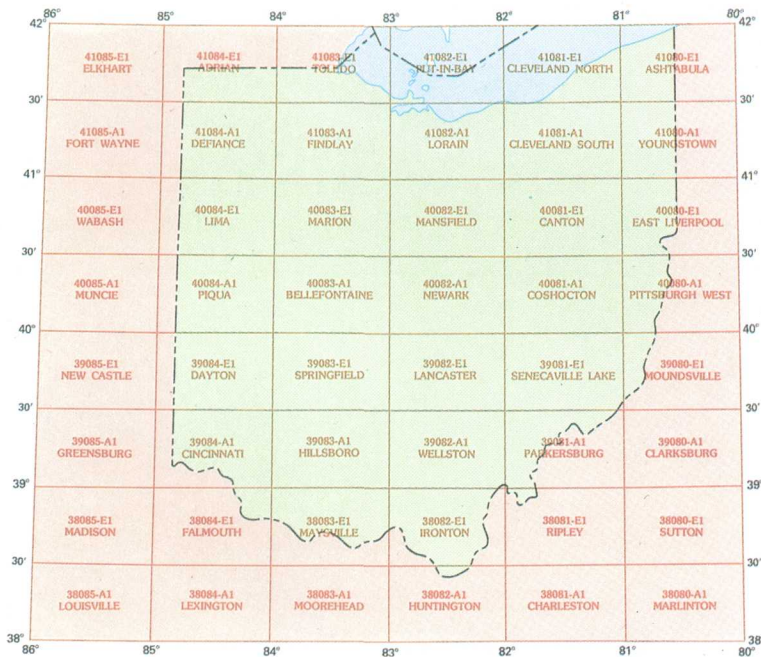 86° 85° 84° 83° 82° 81° 80°
42° 42°
41085-E1 41084-E1 41083-E1 41082-E1 41081-E1 41080-E1
ELKHART ADRIAN TOLEDO PUT-IN-BAY CLEVELAND NORTH ASHTABULA
30' 30'
41085-A1 41084-A1 41083-A1 41082-A1 41081-A1 41080-A1
FORT WAYNE DEFIANCE FINDLAY LORAIN CLEVELAND SOUTH YOUNGSTOWN
41° 41°
40085-E1 40084-E1 40083-E1 40082-E1 40081-E1 40080-E1
WABASH LIMA MARION MANSFIELD CANTON EAST LIVERPOOL
30' 30'
40085-A1 40084-A1 40083-A1 40082-A1 40081-A1 40080-A1
MUNCIE PIQUA BELLEFONTAINE NEWARK COSHOCTON PITTSBURGH WEST
40° 40°
39085-E1 39084-E1 39083-E1 39082-E1 39081-E1 39080-E1
NEW CASTLE DAYTON SPRINGFIELD LANCASTER SENECAVILLE LAKE MOUNDSVILLE
30' 30'
39085-A1 39084-A1 39083-A1 39082-A1 39081-A1 39080-A1
GREENSBURG CINCINNATI HILLSBORO WELLSTON PARKERSBURG CLARKSBURG
39° 39°
38085-E1 38084-E1 38083-E1 38082-E1 38081-E1 38080-E1
MADISON FALMOUTH MAYSVILLE IRONTON RIPLEY SUTTON
30' 30'
38085-A1 38084-A1 38083-A1 38082-A1 38081-A1 38080-A1
LOUISVILLE LEXINGTON MOOREHEAD HUNTINGTON CHARLESTON MARLINTON
38° 38
86° 85° 84° 83° 82° 81° 80°